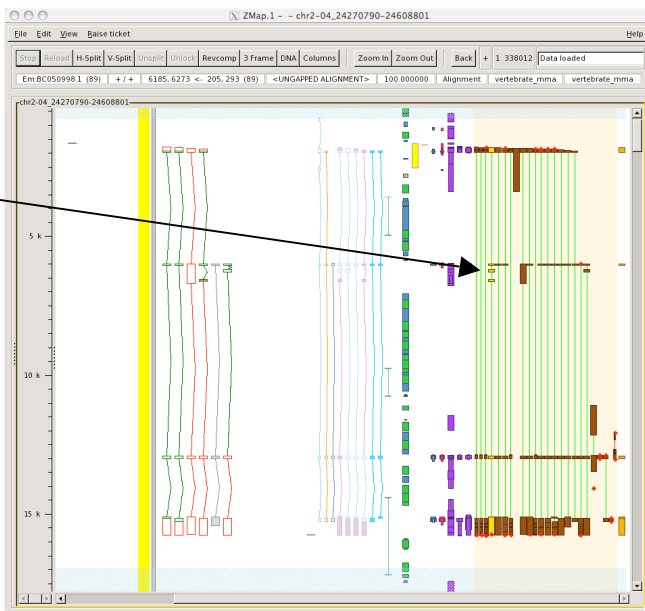 ZMap.1 - - chr2-04_24270790-24608801
File Edit View Raise ticket Help
Stop Reload H-Split V-Split Unsplit Unlock Revcomp 3 Frame DNA Columns Zoom In Zoom Out Back + 1 338012 Data loaded
Em:BC050998.1 (89) + / + 6185, 6273 <- 205, 293 (89) <UNGAPPED ALIGNMENT> 100.000000 Alignment vertebrate_mrna vertebrate_mrna
chr2-04_24270790-24608801
5 k
10 k
15 k